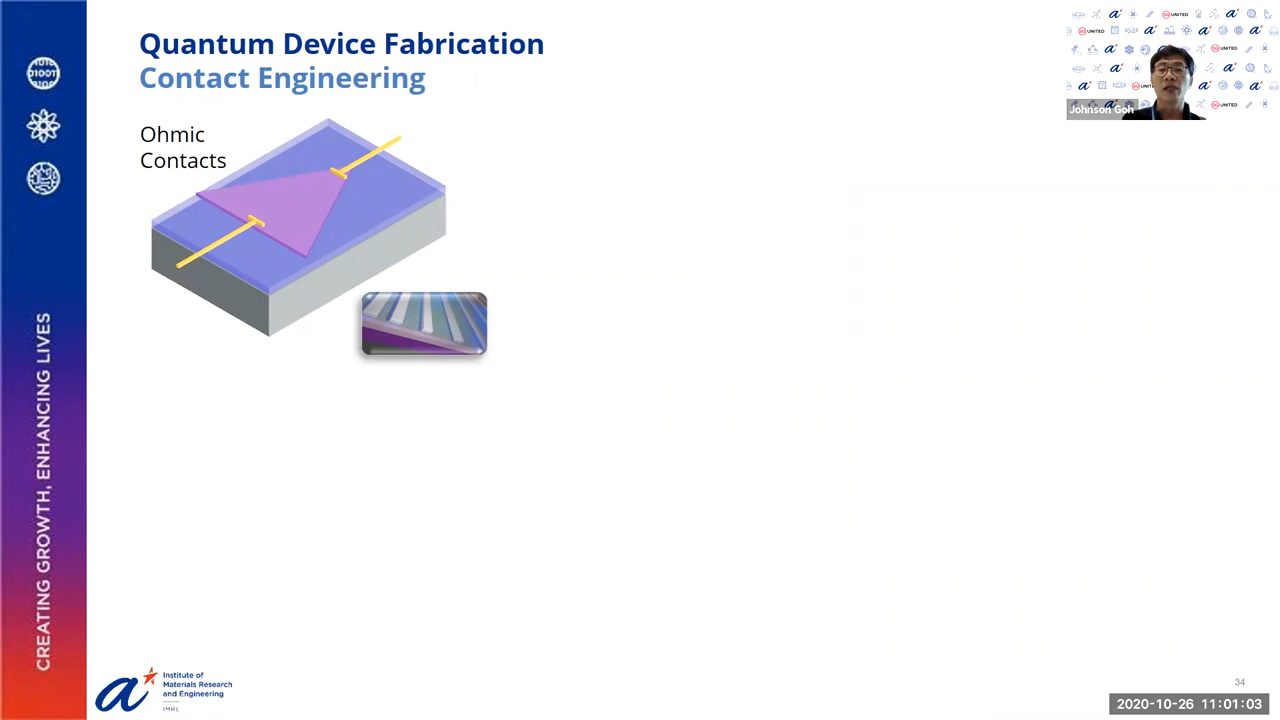 Quantum Device Fabrication
Contact Engineering
Ohmic
Contacts
Johnson Goh
CREATING GROWTH, ENHANCING LIVES
Institute of
Materials Research
and Engineering
IMRE
34
2020-10-26 11:01:03